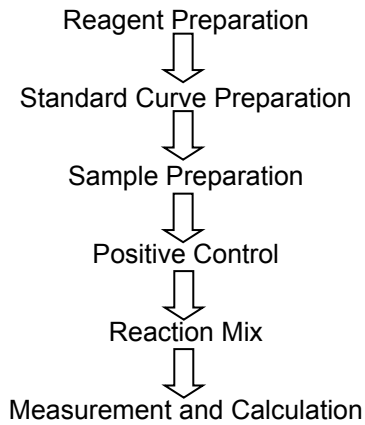 Reagent Preparation
Standard Curve Preparation
Sample Preparation
Positive Control
Reaction Mix
Measurement and Calculation